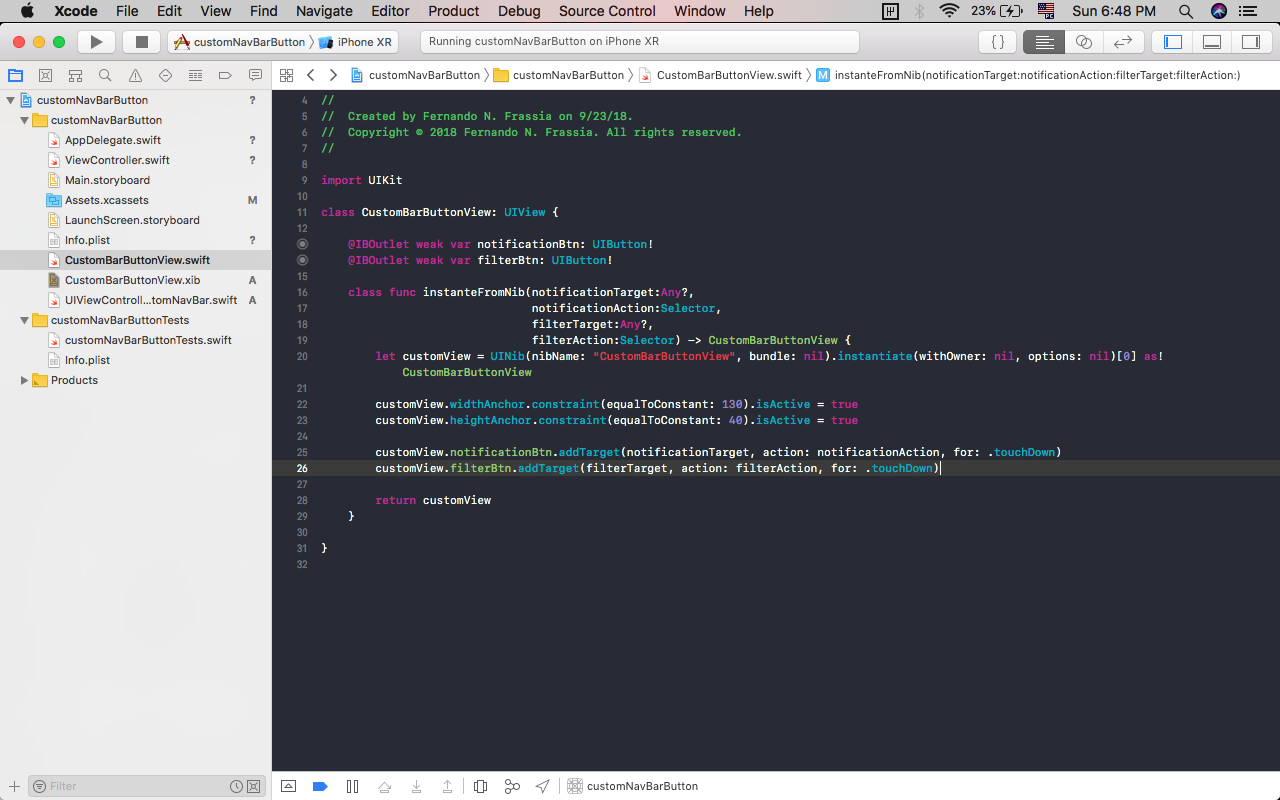 Xcode File Edit View Find Navigate Editor Product Debug Source Control Window Help 23% Sun 6:48 PM
customNavBarButton iPhone XR Running customNavBarButton on iPhone XR { }
customNavBarButton customNavBarButton CustomBarButtonView.swift M instanteFromNib(notificationTarget:notificationAction:filterTarget:filterAction:)
customNavBarButton ?
customNavBarButton
AppDelegate.swift ?
ViewController.swift ?
Main.storyboard
Assets.xcassets M
LaunchScreen.storyboard
Info.plist ?
CustomBarButtonView.swift
CustomBarButtonView.xib A
UIViewControll...tomNavBar.swift A
customNavBarButtonTests
customNavBarButtonTests.swift
Info.plist
Products
Filter
4 //
5 // Created by Fernando N. Frassia on 9/23/18.
6 // Copyright © 2018 Fernando N. Frassia. All rights reserved.
7 //
8
9 import UIKit
10
11 class CustomBarButtonView: UIView {
12
@IBOutlet weak var notificationBtn: UIButton!
@IBOutlet weak var filterBtn: UIButton!
15
16 class func instanteFromNib(notificationTarget:Any?,
17 notificationAction:Selector,
18 filterTarget:Any?,
19 filterAction:Selector) -> CustomBarButtonView {
20 let customView = UINib(nibName: "CustomBarButtonView", bundle: nil).instantiate(withOwner: nil, options: nil)[0] as!
CustomBarButtonView
21
22 customView.widthAnchor.constraint(equalToConstant: 130).isActive = true
23 customView.heightAnchor.constraint(equalToConstant: 40).isActive = true
24
25 customView.notificationBtn.addTarget(notificationTarget, action: notificationAction, for: .touchDown)
26 customView.filterBtn.addTarget(filterTarget, action: filterAction, for: .touchDown)
27
28 return customView
29 }
30
31 }
32
customNavBarButton